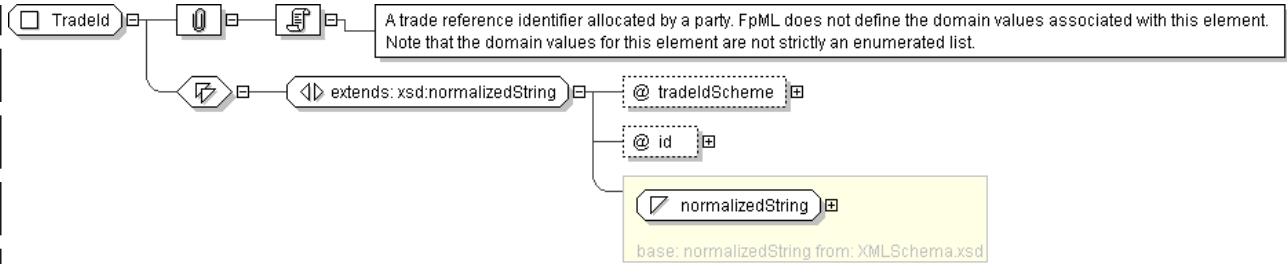 TradeId
A trade reference identifier allocated by a party. FpML does not define the domain values associated with this element.
Note that the domain values for this element are not strictly an enumerated list.
extends: xsd:normalizedString
@ tradeIdScheme
@ id
normalizedString
base: normalizedString from: XMLSchema.xsd